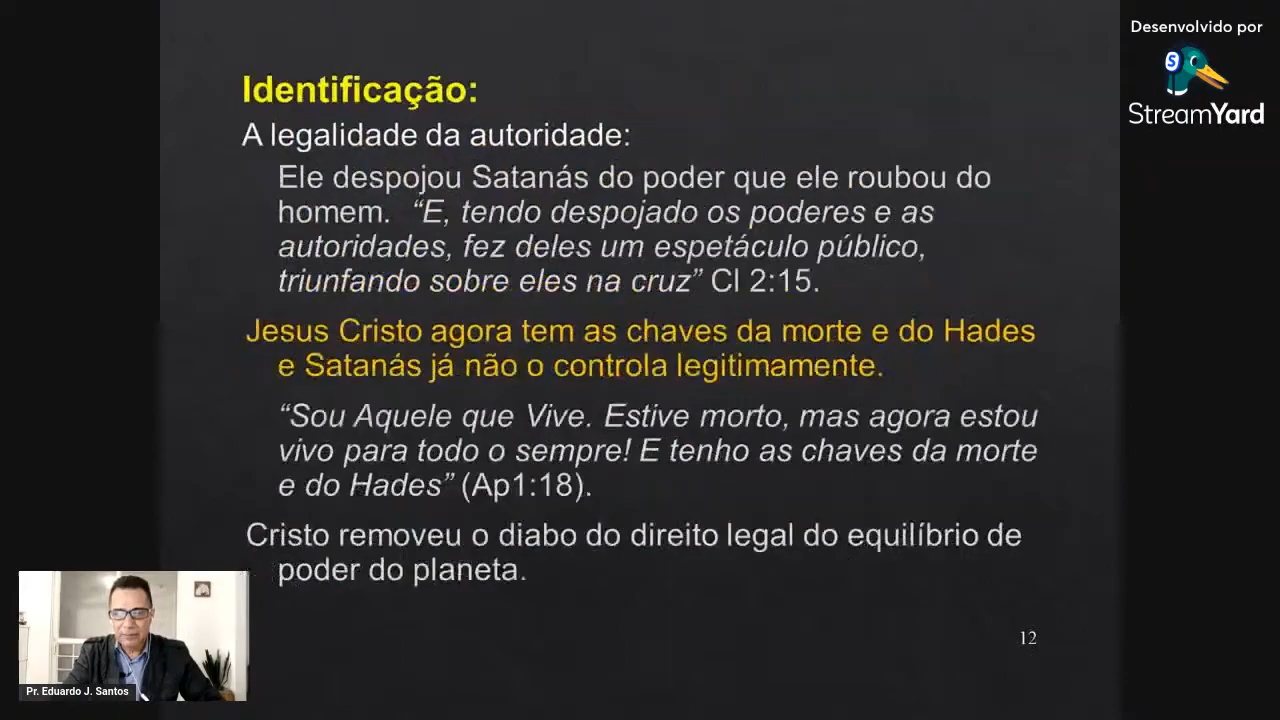 Desenvolvido por
StreamYard
Identificação:
A legalidade da autoridade:
Ele despojou Satanás do poder que ele roubou do
homem. “E, tendo despojado os poderes e as
autoridades, fez deles um espetáculo público,
triunfando sobre eles na cruz” Cl 2:15.
Jesus Cristo agora tem as chaves da morte e do Hades
e Satanás já não o controla legitimamente.
“Sou Aquele que Vive. Estive morto, mas agora estou
vivo para todo o sempre! E tenho as chaves da morte
e do Hades” (Ap1:18).
Cristo removeu o diabo do direito legal do equilíbrio de
poder do planeta.
12
Pr. Eduardo J. Santos